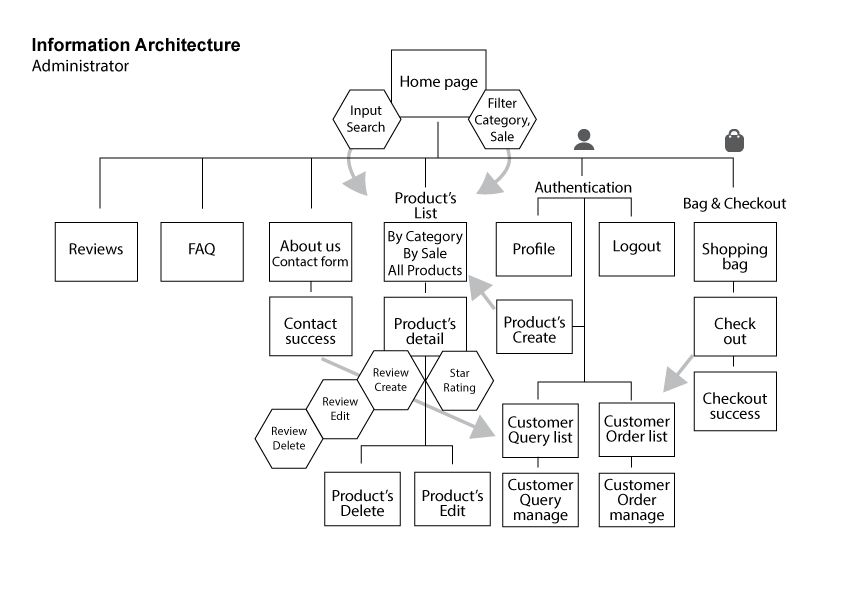 Information Architecture
Administrator
Home page
Input
Search
Filter
Category,
Sale
Product's
List
Authentication
Bag & Checkout
Reviews
FAQ
About us
Contact form
By Category
By Sale
All Products
Profile
Logout
Shopping
bag
Contact
success
Product's
detail
Product's
Create
Check
out
Review
Create
Star
Rating
Review
Edit
Review
Delete
Checkout
success
Customer
Query list
Customer
Order list
Product's
Delete
Product's
Edit
Customer
Query
manage
Customer
Order
manage